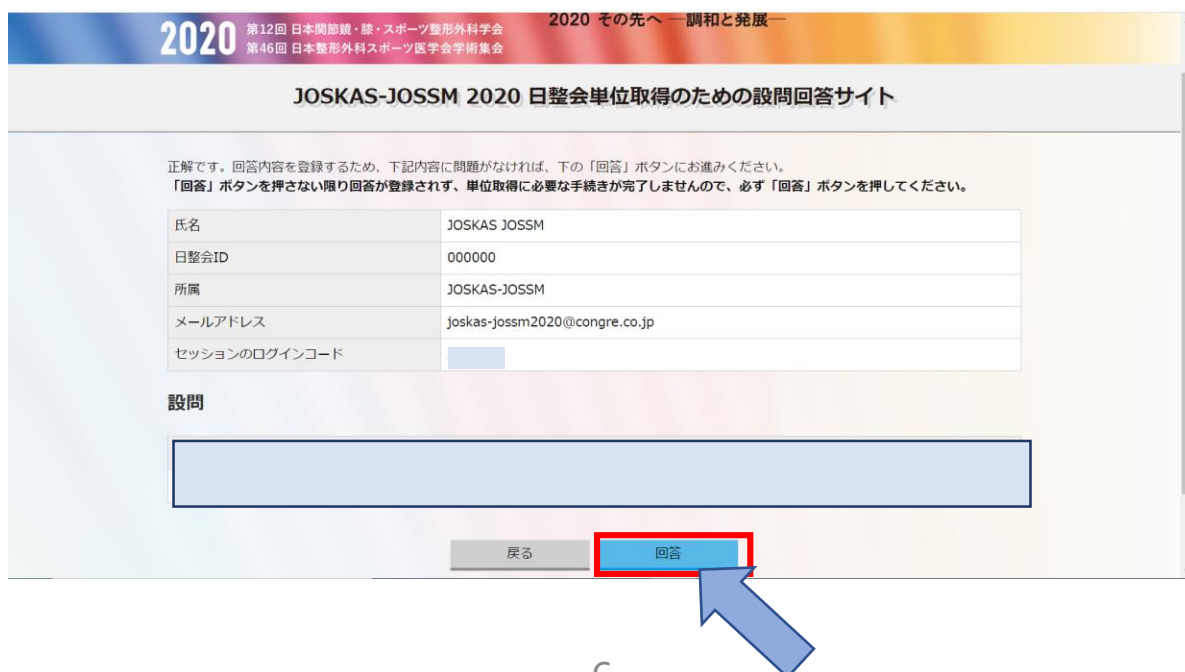 2020 その先へ ―調和と発展―
2020 第12回 日本関節鏡・膝・スポーツ整形外科学会
第46回 日本整形外科スポーツ医学会学術集会
JOSKAS-JOSSM 2020 日整会単位取得のための設問回答サイト
正解です。回答内容を登録するため、下記内容に問題がなければ、下の「回答」ボタンにお進みください。
「回答」ボタンを押さない限り回答が登録されず、単位取得に必要な手続きが完了しませんので、必ず「回答」ボタンを押してください。
氏名 JOSKAS JOSSM
日整会ID 000000
所属 JOSKAS-JOSSM
メールアドレス joskas-jossm2020@congre.co.jp
セッションのログインコード
設問
戻る 回答